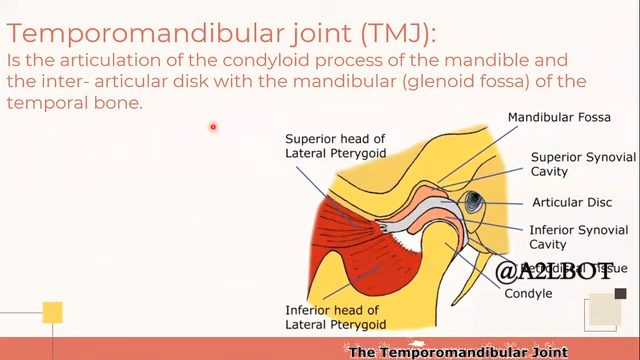 Temporomandibular joint (TMJ):
Is the articulation of the condyloid process of the mandible and
the inter- articular disk with the mandibular (glenoid fossa) of the
temporal bone.
Mandibular Fossa
Superior head of
Lateral Pterygoid
Superior Synovial
Cavity
Articular Disc
Inferior Synovial
Cavity
Retrodiscal Tissue
@A2LBOT
Condyle
Inferior head of
Lateral Pterygoid
The Temporomandibular Joint